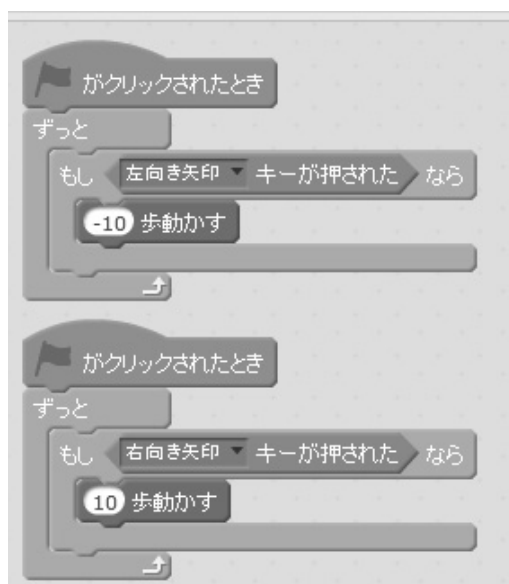 がクリックされたとき
ずっと
もし 左向き矢印 キーが押された なら
-10 歩動かす
がクリックされたとき
ずっと
もし 右向き矢印 キーが押された なら
10 歩動かす